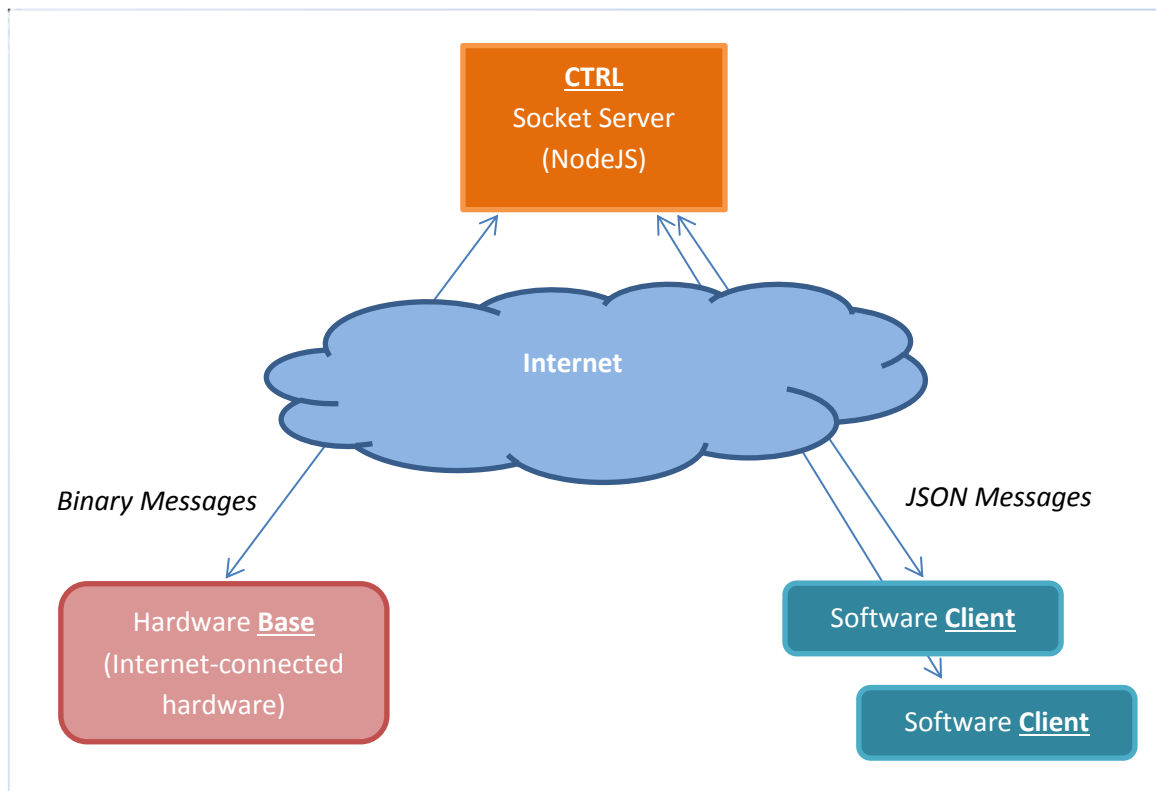 CTRL
Socket Server
(NodeJS)
Internet
Binary Messages
JSON Messages
Hardware Base
(Internet-connected
hardware)
Software Client
Software Client